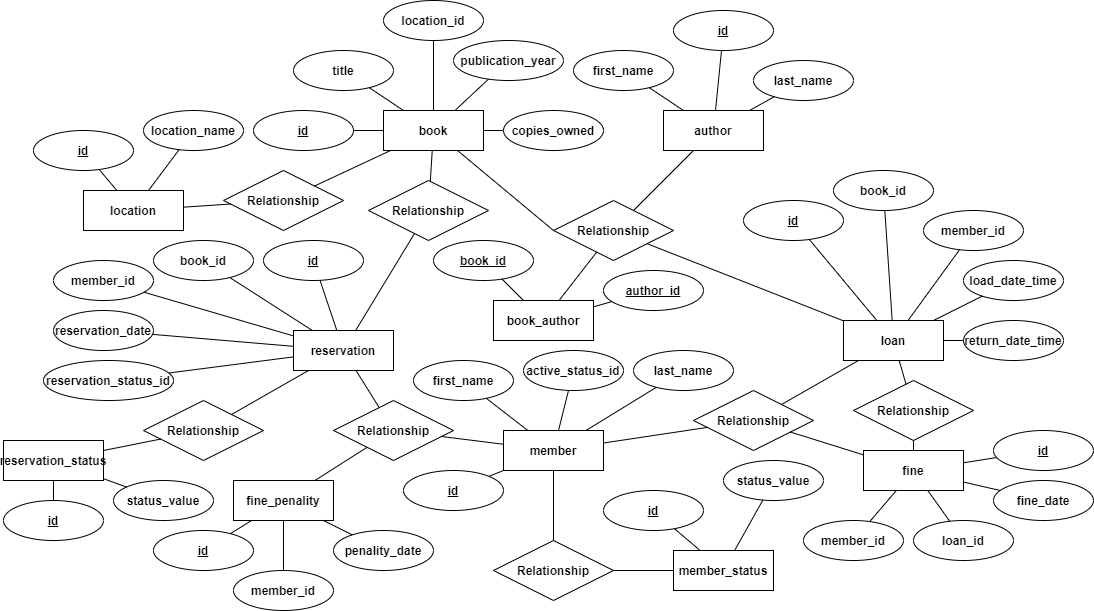 location_id
id
publication_year
title
first_name
last_name
id
book
copies_owned
author
location_name
id
book_id
Relationship
location
Relationship
id
member_id
Relationship
book_id
id
book_id
load_date_time
member_id
author_id
reservation_date
book_author
loan
return_date_time
reservation
active_status_id
last_name
reservation_status_id
first_name
Relationship
Relationship
Relationship
Relationship
member
id
reservation_status
fine
status_value
id
fine_penality
status_value
fine_date
id
id
member_id
loan_id
id
penality_date
Relationship
member_status
member_id